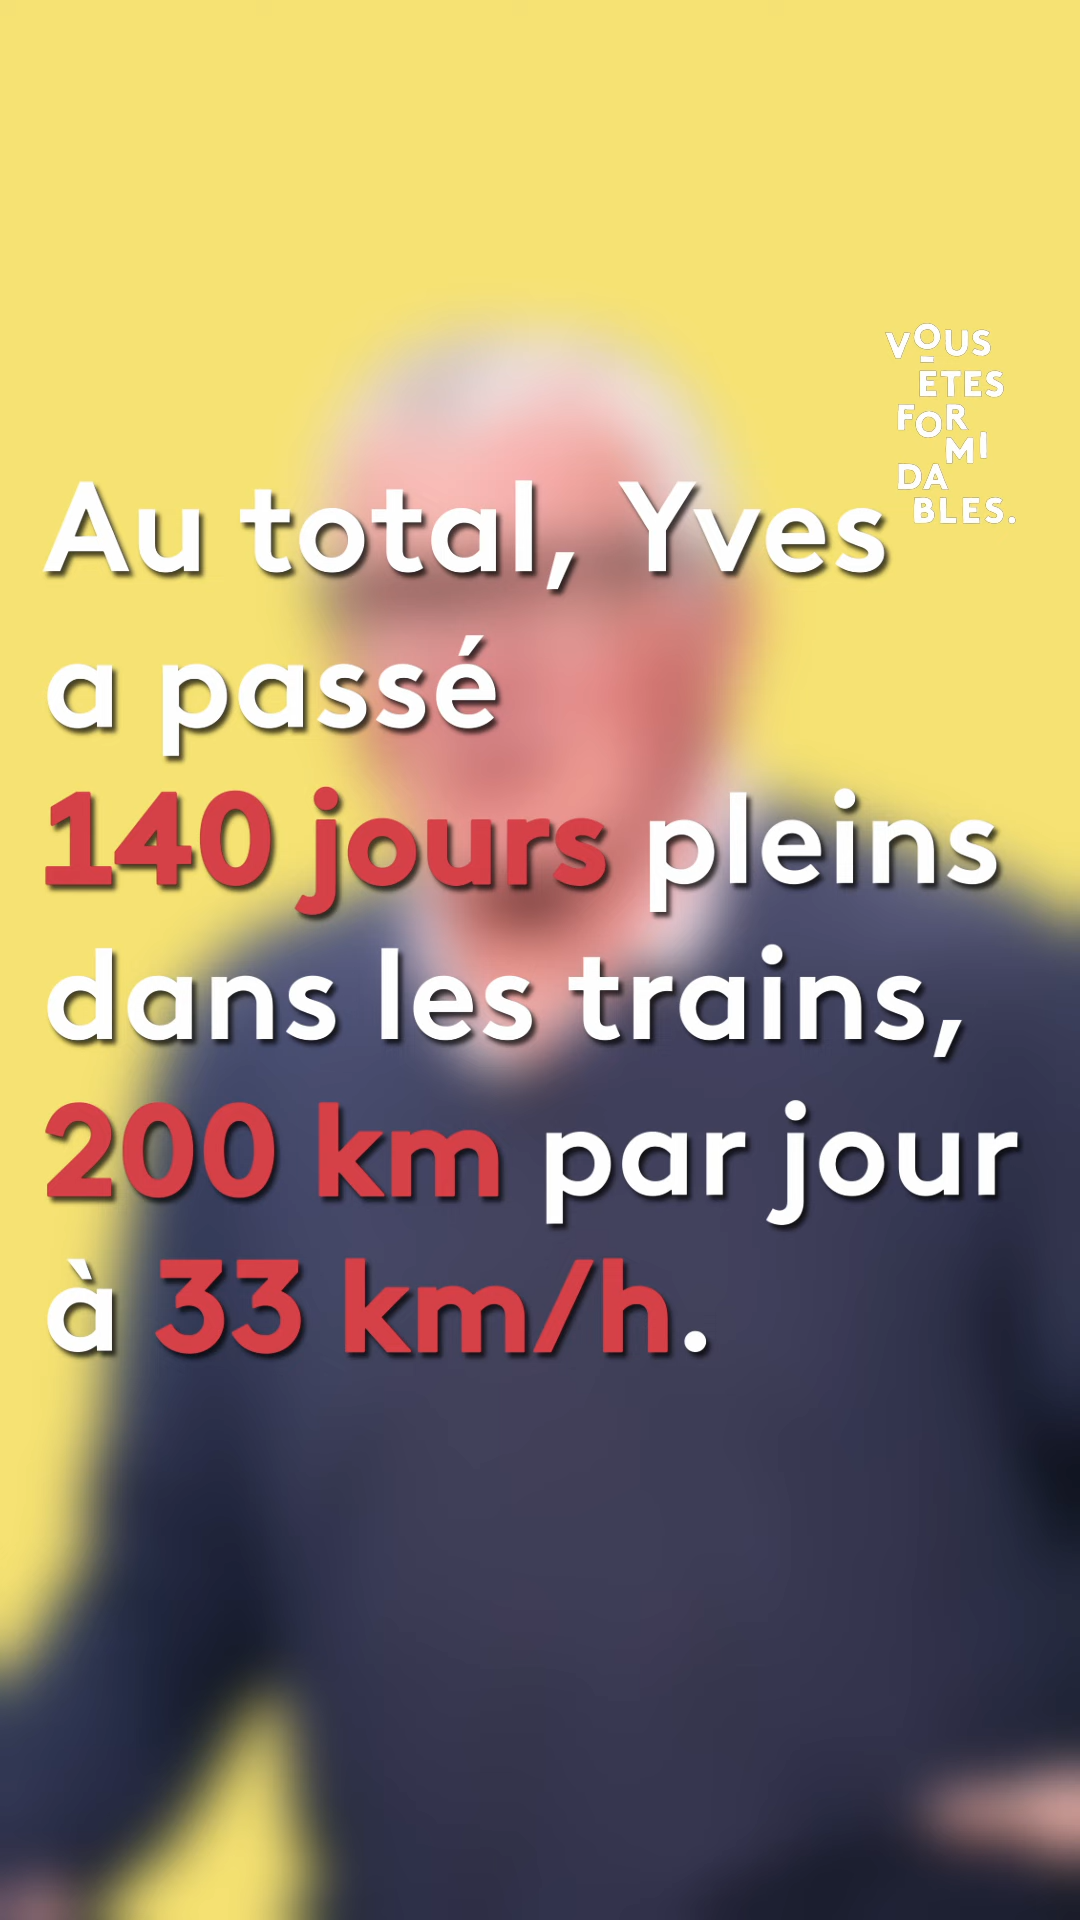 VOUS
ÊTES
FOR
MI
DA
BLES.
Au total, Yves
a passé
140 jours pleins
dans les trains,
200 km par jour
à 33 km/h.